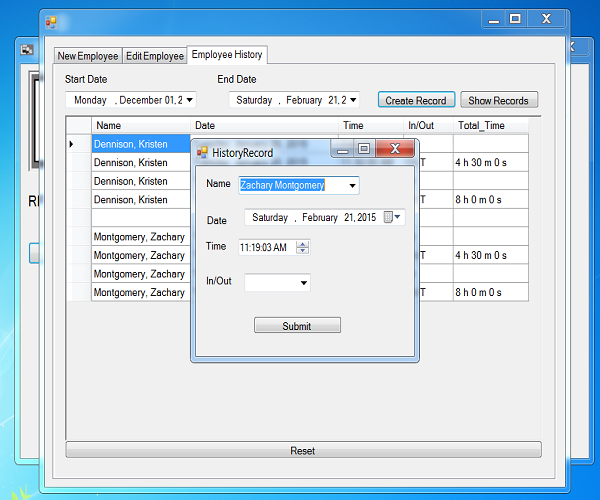 New Employee Edit Employee Employee History
Start Date End Date
Monday , December 01, 2 Saturday , February 21, 2 Create Record Show Records
Name Date Time In/Out Total_Time
Dennison, Kristen
Dennison, Kristen T 4 h 30 m 0 s
Dennison, Kristen
Dennison, Kristen T 8 h 0 m 0 s
Montgomery, Zachary
Montgomery, Zachary T 4 h 30 m 0 s
Montgomery, Zachary
Montgomery, Zachary T 8 h 0 m 0 s
HistoryRecord
Name Zachary Montgomery
Date Saturday , February 21, 2015
Time 11:19:03 AM
In/Out
Submit
Reset